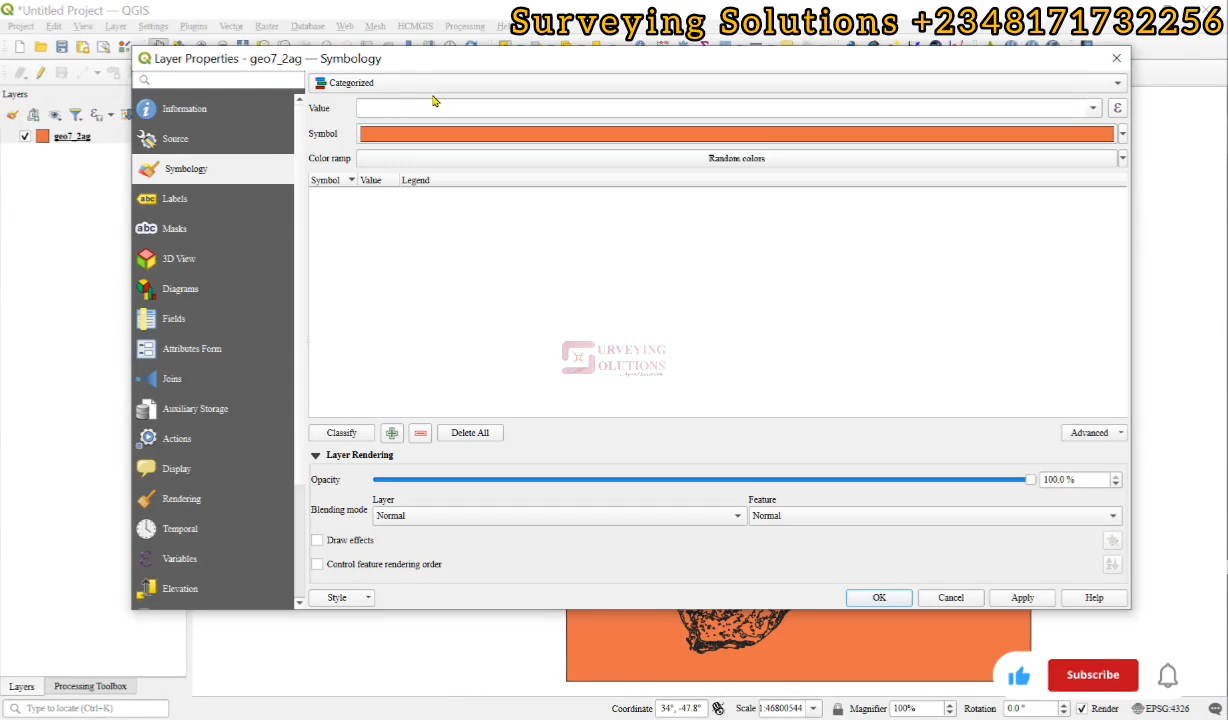 *Untitled Project — QGIS
Surveying Solutions +2348171732256
Project Edit View Layer Settings Plugins Vector Raster Database Web Mesh HCMGIS Processing
Layer Properties - geo7_2ag — Symbology
Categorized
Layers
Information
Value
geo7_2ag
Source
Symbol
Color ramp
Random colors
Symbology
Symbol Value Legend
Labels
Masks
3D View
Diagrams
Fields
Attributes Form
URVEYING
OLUTIONS
Joins
Auxiliary Storage
Classify
Delete All
Advanced
Actions
Layer Rendering
Display
Opacity
100.0 %
Rendering
Layer
Feature
Blending mode
Normal
Normal
Temporal
Draw effects
Variables
Control feature rendering order
Elevation
Style
OK
Cancel
Apply
Help
Subscribe
Layers
Processing Toolbox
Type to locate (Ctrl+K)
Coordinate 34°, -47.8° Scale 1:46800544 Magnifier 100% Rotation 0.0 ° Render EPSG:4326